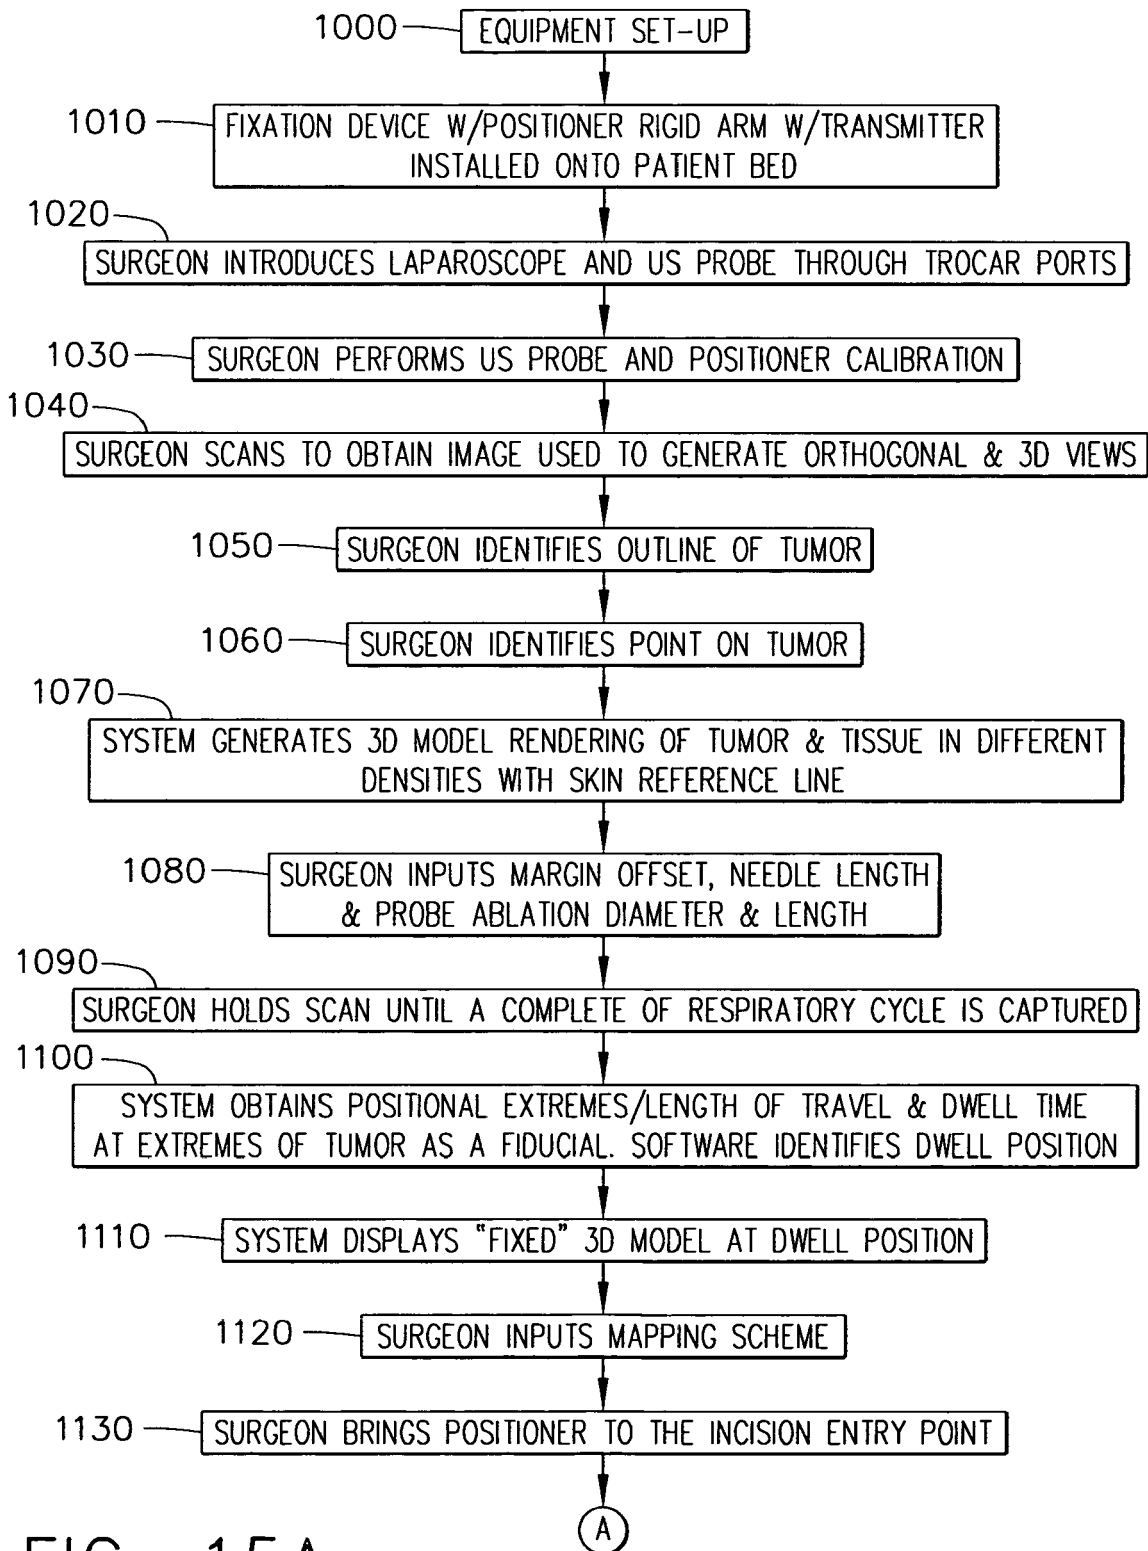 1000 EQUIPMENT SET-UP
1010 FIXATION DEVICE W/POSITIONER RIGID ARM W/TRANSMITTER
INSTALLED ONTO PATIENT BED
1020
SURGEON INTRODUCES LAPAROSCOPE AND US PROBE THROUGH TROCAR PORTS
1030 SURGEON PERFORMS US PROBE AND POSITIONER CALIBRATION
1040
SURGEON SCANS TO OBTAIN IMAGE USED TO GENERATE ORTHOGONAL & 3D VIEWS
1050 SURGEON IDENTIFIES OUTLINE OF TUMOR
1060 SURGEON IDENTIFIES POINT ON TUMOR
1070
SYSTEM GENERATES 3D MODEL RENDERING OF TUMOR & TISSUE IN DIFFERENT
DENSITIES WITH SKIN REFERENCE LINE
1080 SURGEON INPUTS MARGIN OFFSET, NEEDLE LENGTH
& PROBE ABLATION DIAMETER & LENGTH
1090
SURGEON HOLDS SCAN UNTIL A COMPLETE OF RESPIRATORY CYCLE IS CAPTURED
1100
SYSTEM OBTAINS POSITIONAL EXTREMES/LENGTH OF TRAVEL & DWELL TIME
AT EXTREMES OF TUMOR AS A FIDUCIAL. SOFTWARE IDENTIFIES DWELL POSITION
1110 SYSTEM DISPLAYS "FIXED" 3D MODEL AT DWELL POSITION
1120 SURGEON INPUTS MAPPING SCHEME
1130 SURGEON BRINGS POSITIONER TO THE INCISION ENTRY POINT
A
FIG. 15A